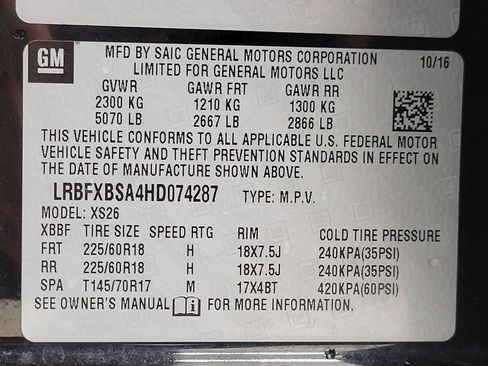 GM
MFD BY SAIC GENERAL MOTORS CORPORATION 10/16
LIMITED FOR GENERAL MOTORS LLC
GVWR GAWR FRT GAWR RR
2300 KG 1210 KG 1300 KG
5070 LB 2667 LB 2866 LB
THIS VEHICLE CONFORMS TO ALL APPLICABLE U.S. FEDERAL MOTOR
VEHICLE SAFETY AND THEFT PREVENTION STANDARDS IN EFFECT ON
THE DATE OF MANUFACTURE SHOWN ABOVE.
LRBFXBSA4HD074287 TYPE: M.P.V.
MODEL: XS26
XBBF TIRE SIZE SPEED RTG RIM COLD TIRE PRESSURE
FRT 225/60R18 H 18X7.5J 240KPA(35PSI)
RR 225/60R18 H 18X7.5J 240KPA(35PSI)
SPA T145/70R17 M 17X4BT 420KPA(60PSI)
SEE OWNER'S MANUAL i FOR MORE INFORMATION.